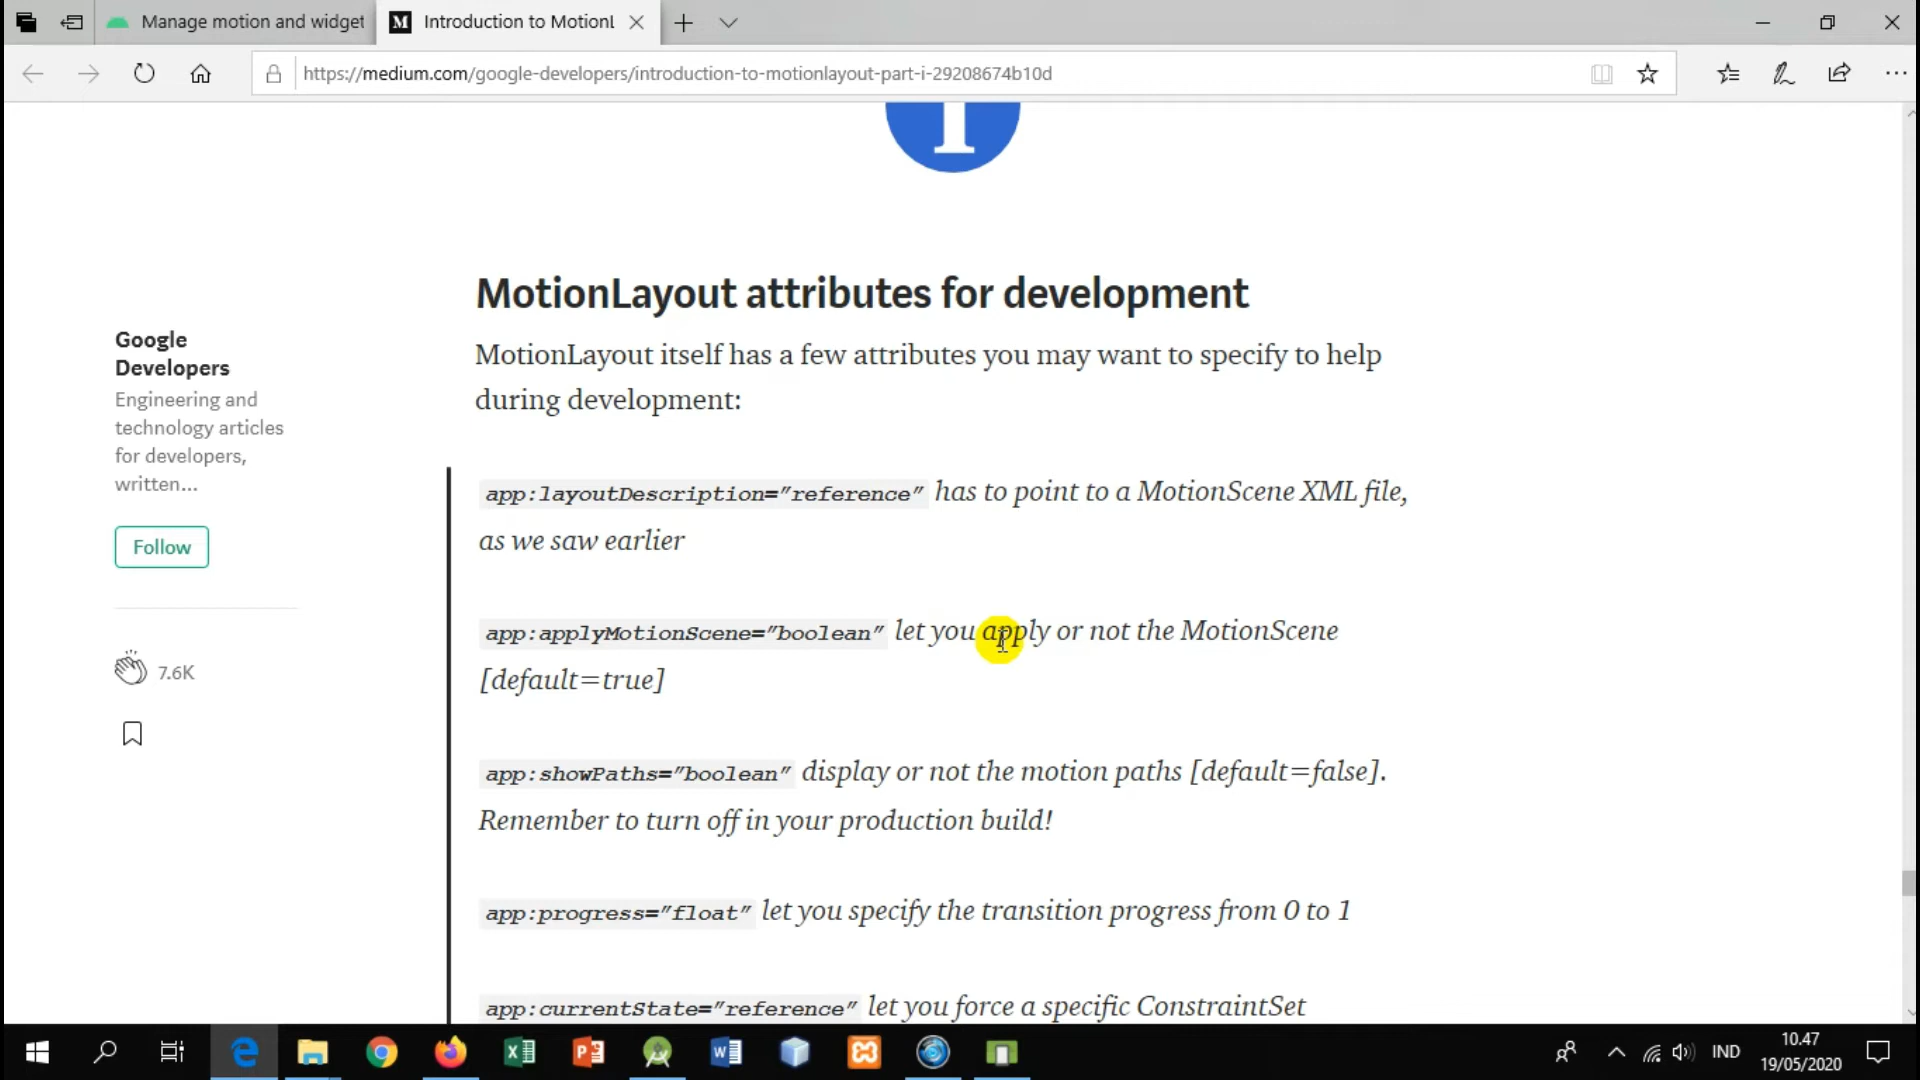 Manage motion and widget
M Introduction to Motionl
https://medium.com/google-developers/introduction-to-motionlayout-part-i-29208674b10d
MotionLayout attributes for development
MotionLayout itself has a few attributes you may want to specify to help
during development:
app:layoutDescription="reference" has to point to a MotionScene XML file,
as we saw earlier
app:applyMotionScene="boolean" let you apply or not the MotionScene
[default=true]
app:showPaths="boolean" display or not the motion paths [default=false].
Remember to turn off in your production build!
app:progress="float" let you specify the transition progress from 0 to 1
app:currentState="reference" let you force a specific ConstraintSet
Google
Developers
Engineering and
technology articles
for developers,
written...
Follow
7.6K
IND
10.47
19/05/2020